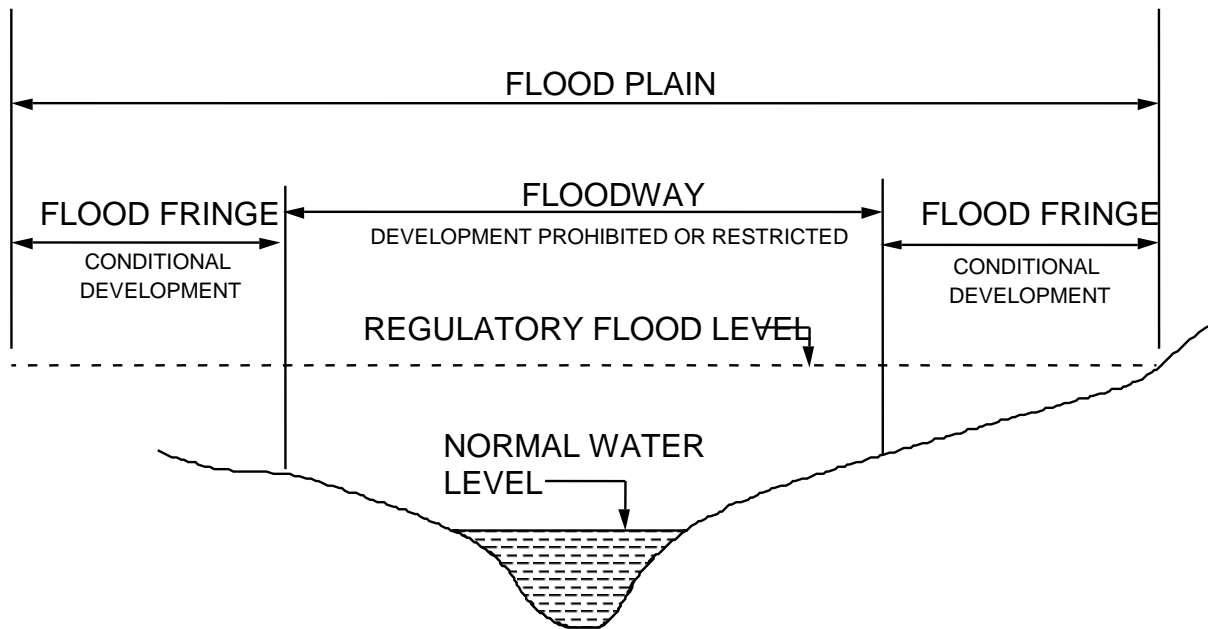 FLOOD PLAIN
FLOOD FRINGE
CONDITIONAL
DEVELOPMENT
FLOODWAY
DEVELOPMENT PROHIBITED OR RESTRICTED
FLOOD FRINGE
CONDITIONAL
DEVELOPMENT
REGULATORY FLOOD LEVEL
NORMAL WATER
LEVEL